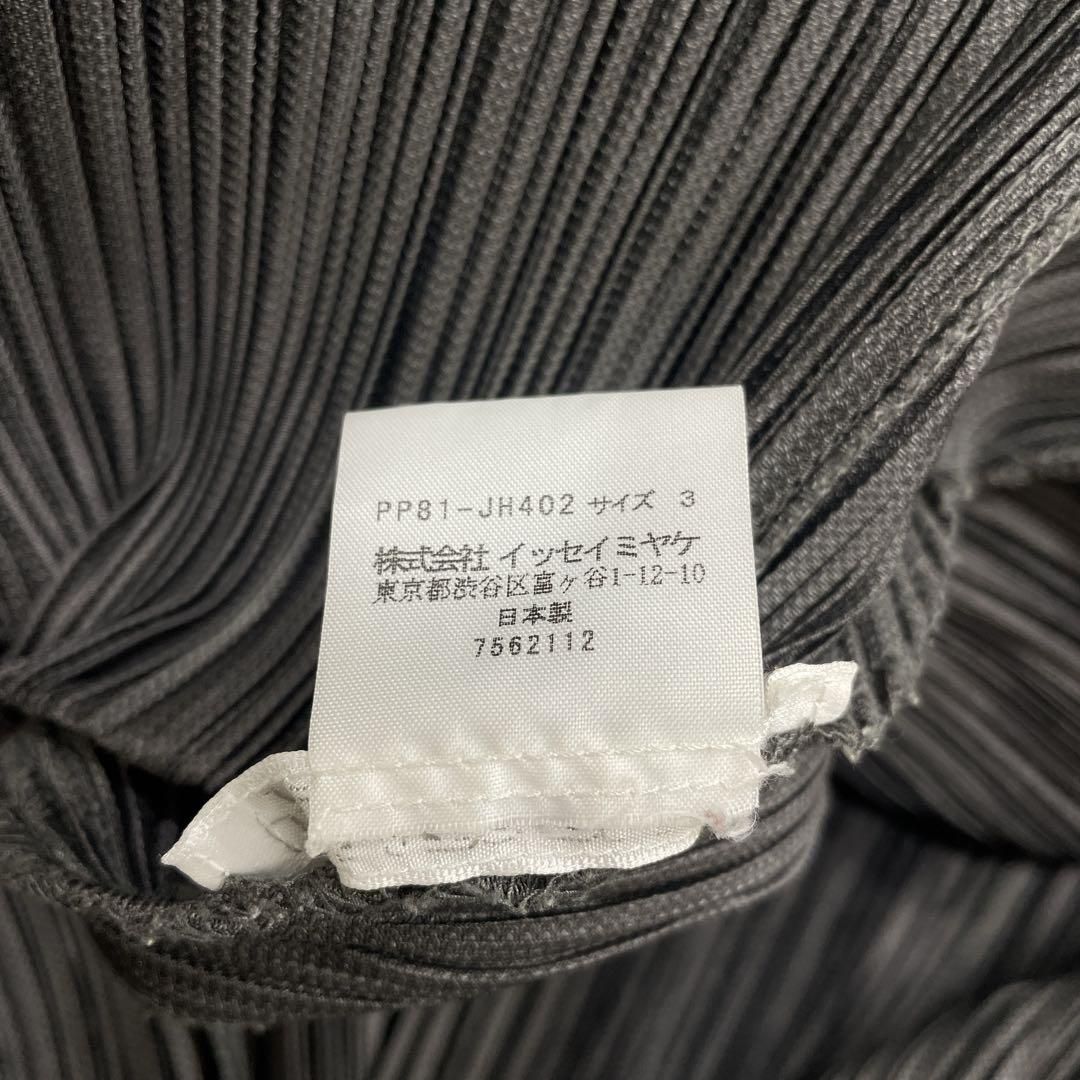 PP81-JH402 サイズ 3
株式会社 イッセイミヤケ
東京都渋谷区富ヶ谷1-12-10
日本製
7562112